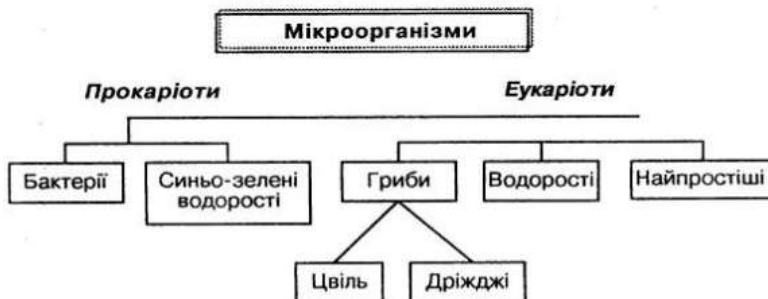 Мікроорганізми
Прокаріоти
Еукаріоти
Бактерії
Синьо-зелені
водорості
Гриби
Водорості
Найпростіші
Цвіль
Дріжджі